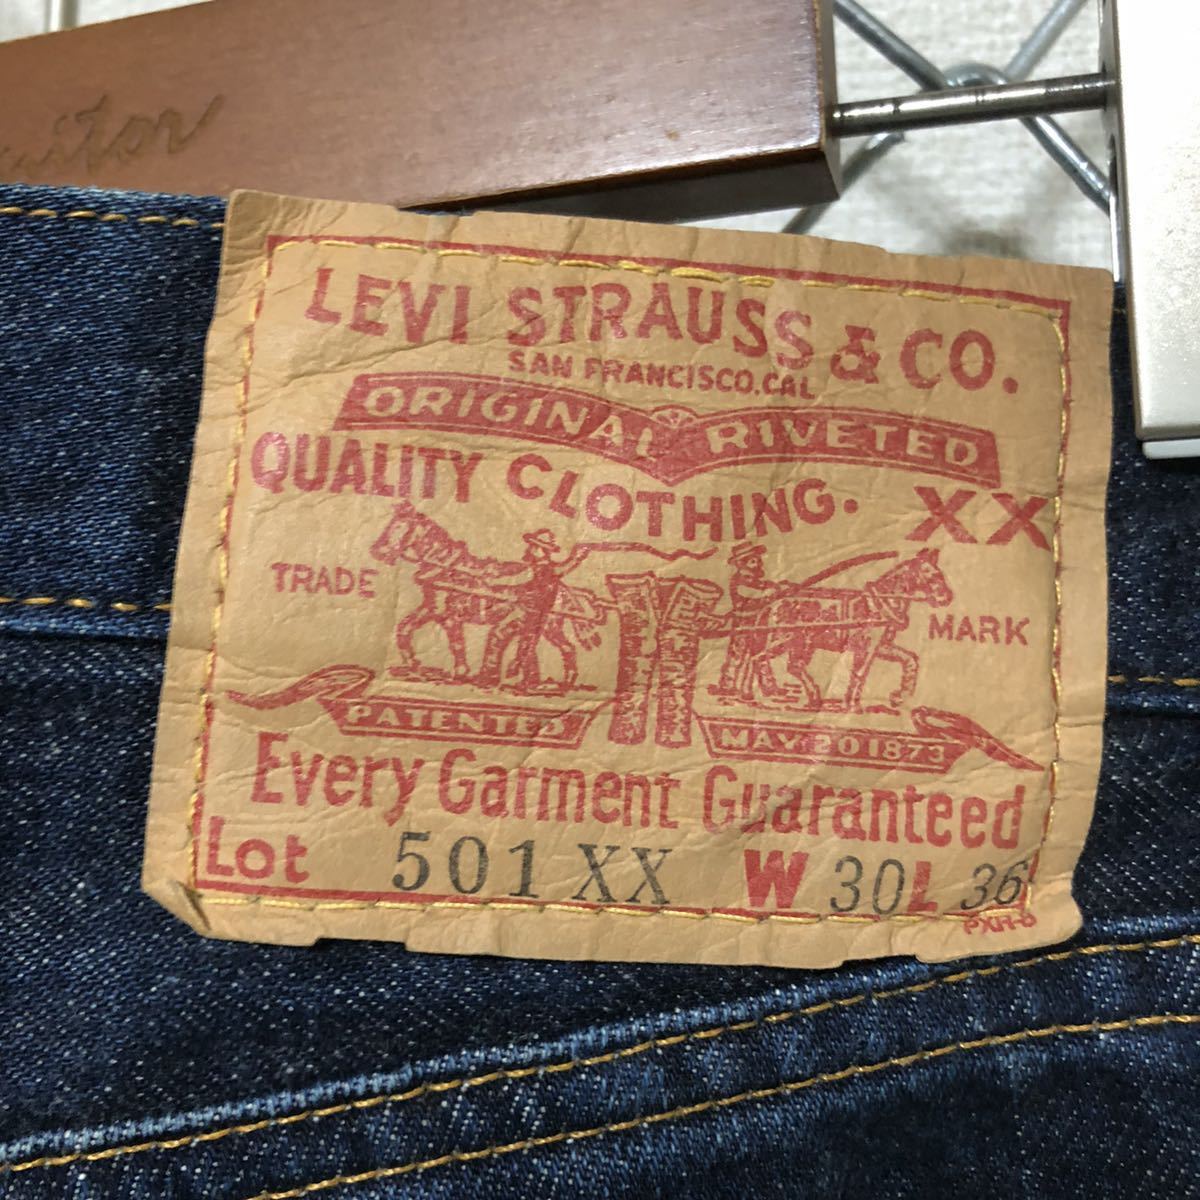 LEVI STRAUSS & CO.
SAN FRANCISCO, CAL
ORIGINAL RIVETED
QUALITY CLOTHING. XX
TRADE MARK
PATENTED MAY 20 1873
Every Garment Guaranteed
Lot 501 XX W 30 L 36